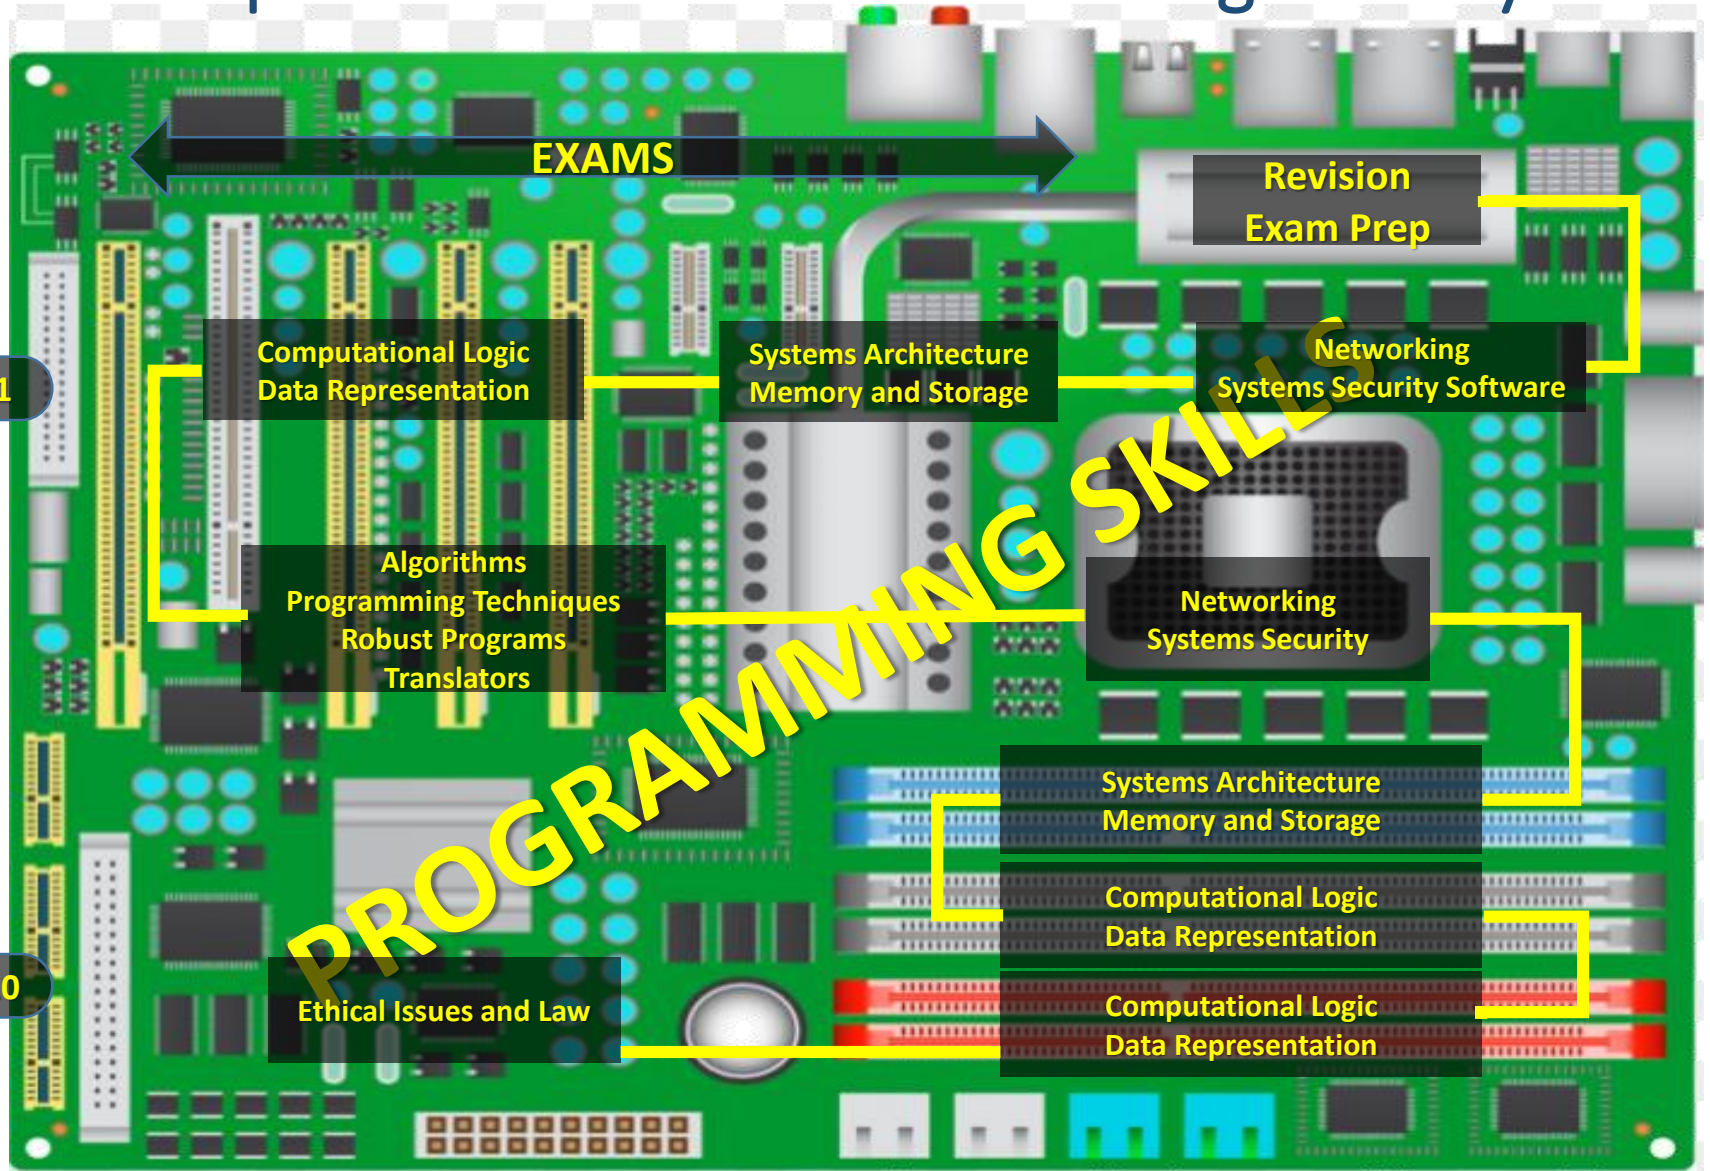 EXAMS
Revision
Exam Prep
Computational Logic
Data Representation
Systems Architecture
Memory and Storage
Networking
Systems Security Software
1
PROGRAMMING SKILLS
Algorithms
Programming Techniques
Robust Programs
Translators
Networking
Systems Security
Systems Architecture
Memory and Storage
Computational Logic
Data Representation
0
Ethical Issues and Law
Computational Logic
Data Representation